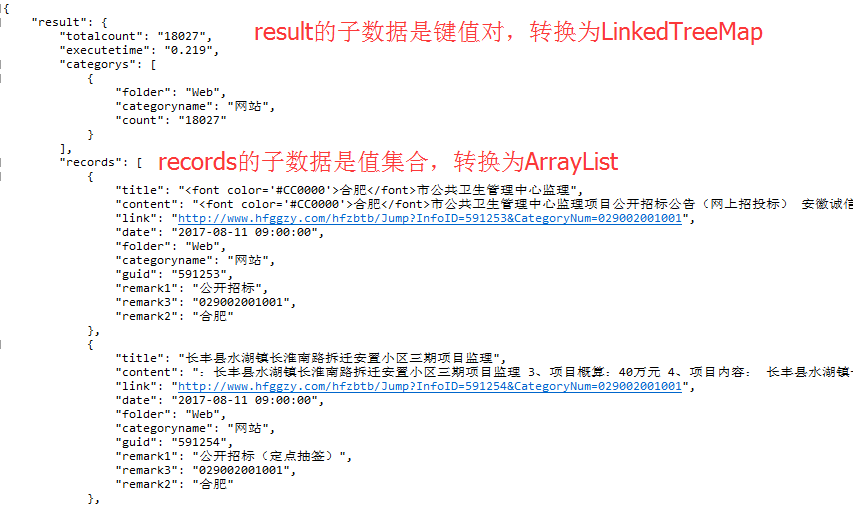 {
"result": {
"totalcount": "18027", result的子数据是键值对，转换为LinkedTreeMap
"executetime": "0.219",
"categorys": [
{
"folder": "Web",
"categoryname": "网站",
"count": "18027"
}
],
"records": [ records的子数据是值集合，转换为ArrayList
{
"title": "<font color='#CC0000'>合肥</font>市公共卫生管理中心监理",
"content": "<font color='#CC0000'>合肥</font>市公共卫生管理中心监理项目公开招标公告（网上招投标） 安徽诚信
"link": "http://www.hfggzy.com/hfzbtb/Jump?InfoID=591253&CategoryNum=029002001001",
"date": "2017-08-11 09:00:00",
"folder": "Web",
"categoryname": "网站",
"guid": "591253",
"remark1": "公开招标",
"remark3": "029002001001",
"remark2": "合肥"
},
{
"title": "长丰县水湖镇长淮南路拆迁安置小区三期项目监理",
"content": "：长丰县水湖镇长淮南路拆迁安置小区三期项目监理 3、项目概算：40万元 4、项目内容： 长丰县水湖镇
"link": "http://www.hfggzy.com/hfzbtb/Jump?InfoID=591254&CategoryNum=029002001001",
"date": "2017-08-11 09:00:00",
"folder": "Web",
"categoryname": "网站",
"guid": "591254",
"remark1": "公开招标（定点抽签）",
"remark3": "029002001001",
"remark2": "合肥"
},